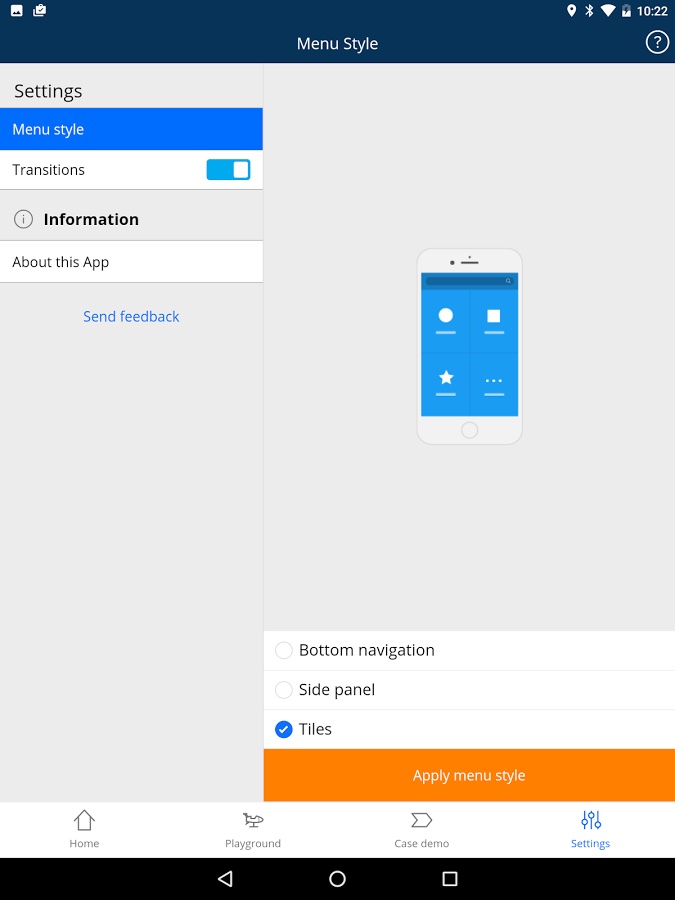 10:22
Menu Style
?
Settings
Menu style
Transitions
Information
About this App
Send feedback
Bottom navigation
Side panel
Tiles
Apply menu style
Home
Playground
Case demo
Settings